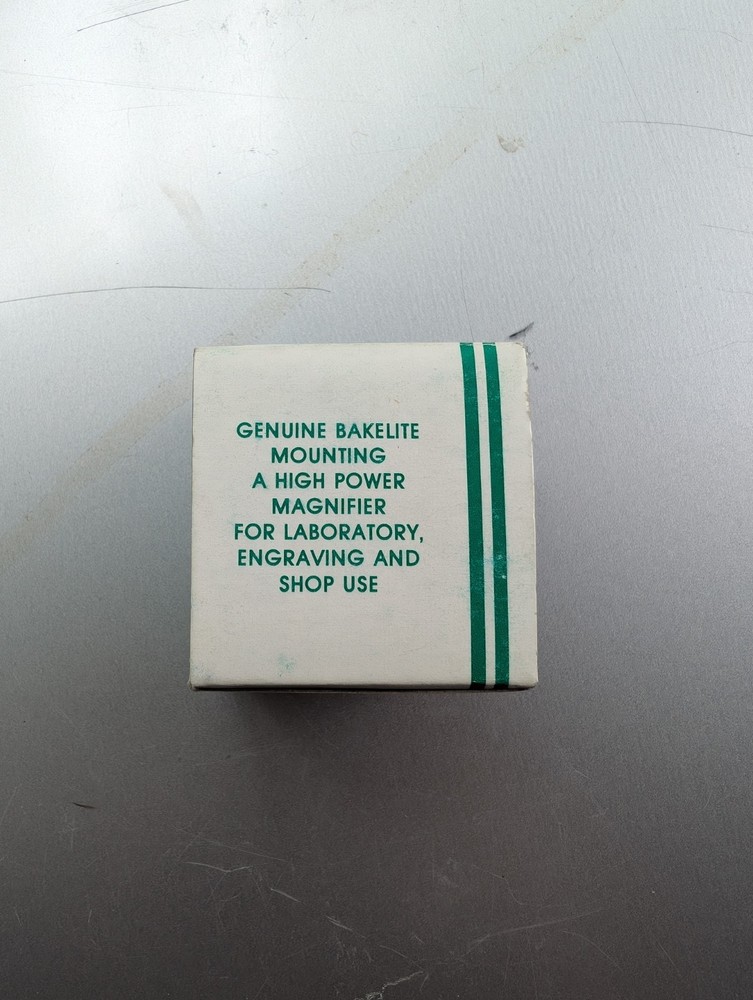 GENUINE BAKELITE
MOUNTING
A HIGH POWER
MAGNIFIER
FOR LABORATORY,
ENGRAVING AND
SHOP USE